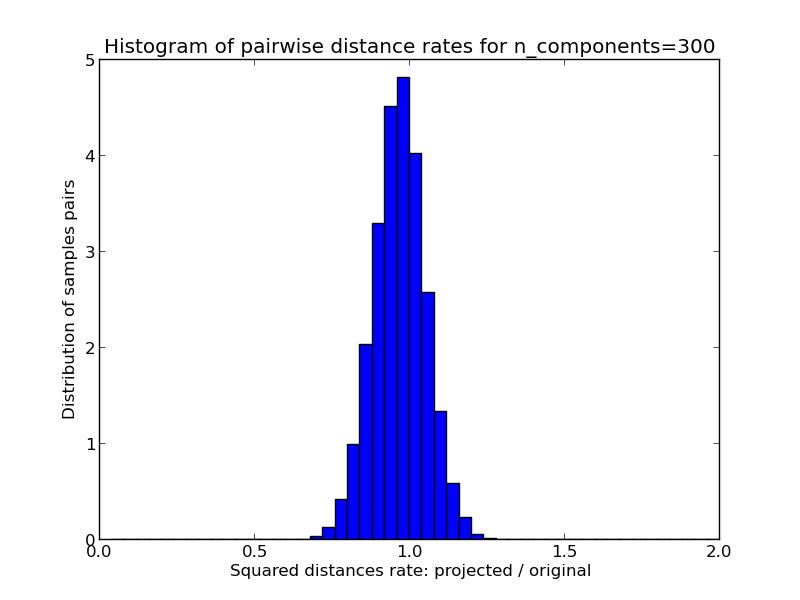 Histogram of pairwise distance rates for n_components=300
5
4
3
2
1
0
0.0 0.5 1.0 1.5 2.0
Distribution of samples pairs
Squared distances rate: projected / original